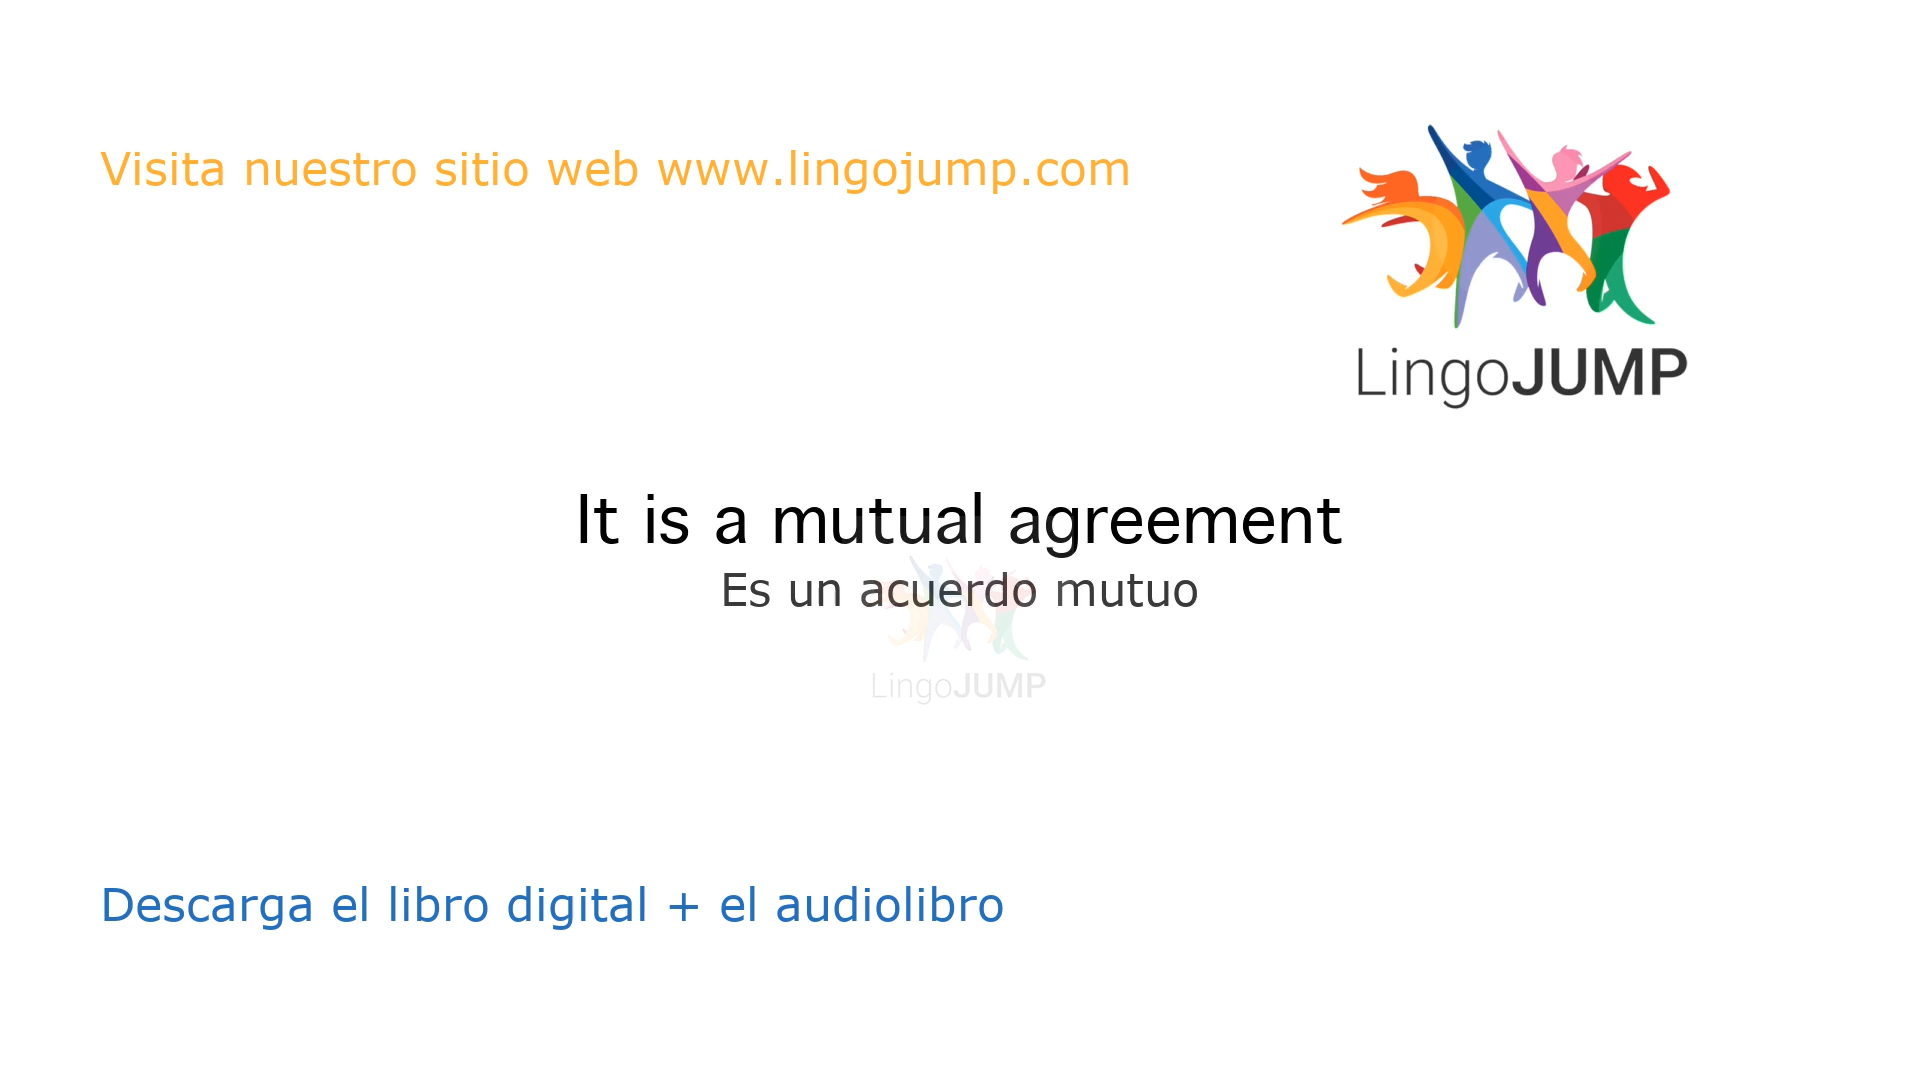 Visita nuestro sitio web www.lingojump.com
LingoJUMP
It is a mutual agreement
Es un acuerdo mutuo
LingoJUMP
Descarga el libro digital + el audiolibro